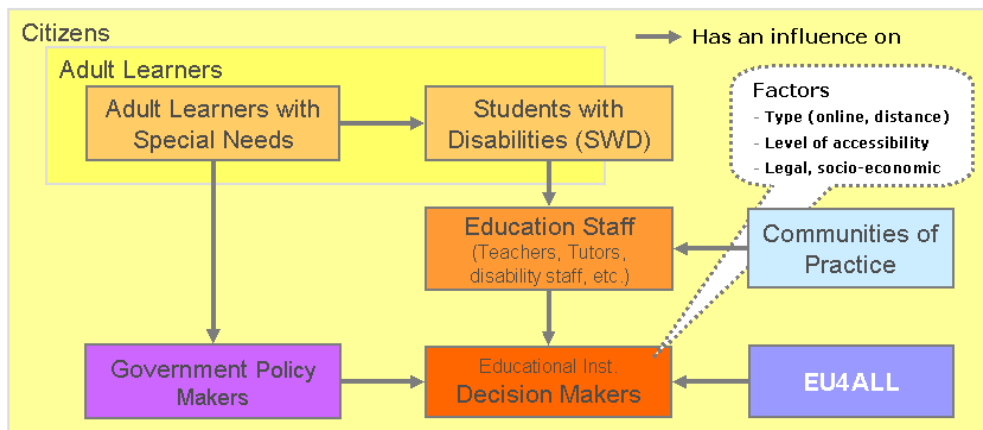 Citizens
Has an influence on
Adult Learners
Adult Learners with
Special Needs
Students with
Disabilities (SWD)
Factors
- Type (online, distance)
- Level of accessibility
- Legal, socio-economic
Education Staff
(Teachers, Tutors,
disability staff, etc.)
Communities of
Practice
Government Policy
Makers
Educational Inst.
Decision Makers
EU4ALL